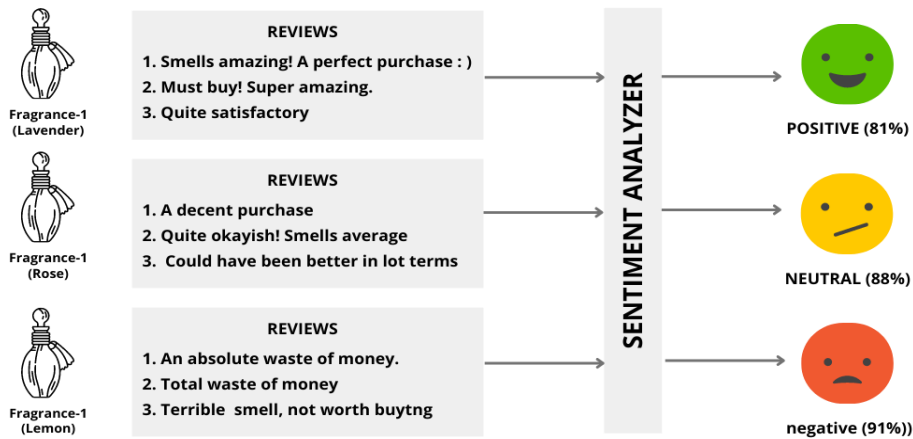 REVIEWS
1. Smells amazing! A perfect purchase : )
2. Must buy! Super amazing.
3. Quite satisfactory
Fragrance-1
(Lavender)
POSITIVE (81%)
REVIEWS
1. A decent purchase
2. Quite okayish! Smells average
3. Could have been better in lot terms
Fragrance-1
(Rose)
NEUTRAL (88%)
SENTIMENT ANALYZER
REVIEWS
1. An absolute waste of money.
2. Total waste of money
3. Terrible smell, not worth buytng
Fragrance-1
(Lemon)
negative (91%))